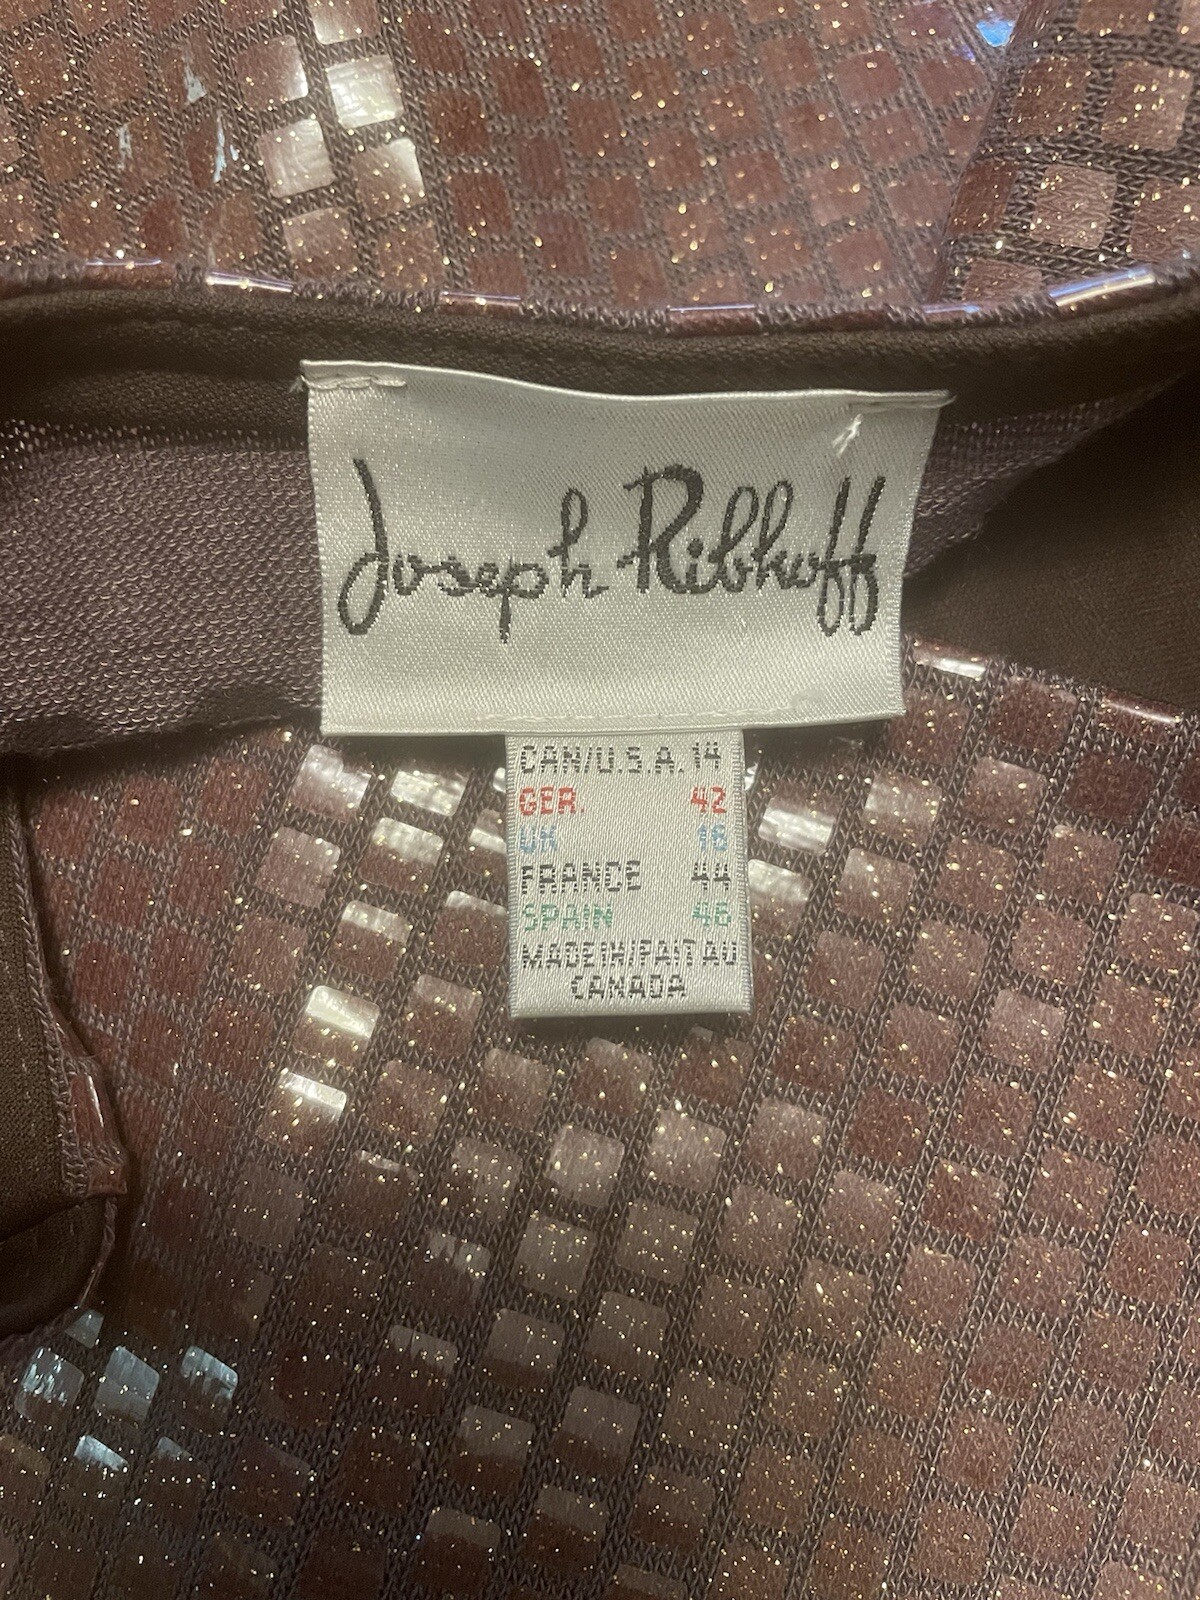 Joseph Ribkoff
CAN/U.S.A. 14
GER. 42
UK 16
FRANCE 44
SPAIN 46
MADE IN/FAIT AU
CANADA